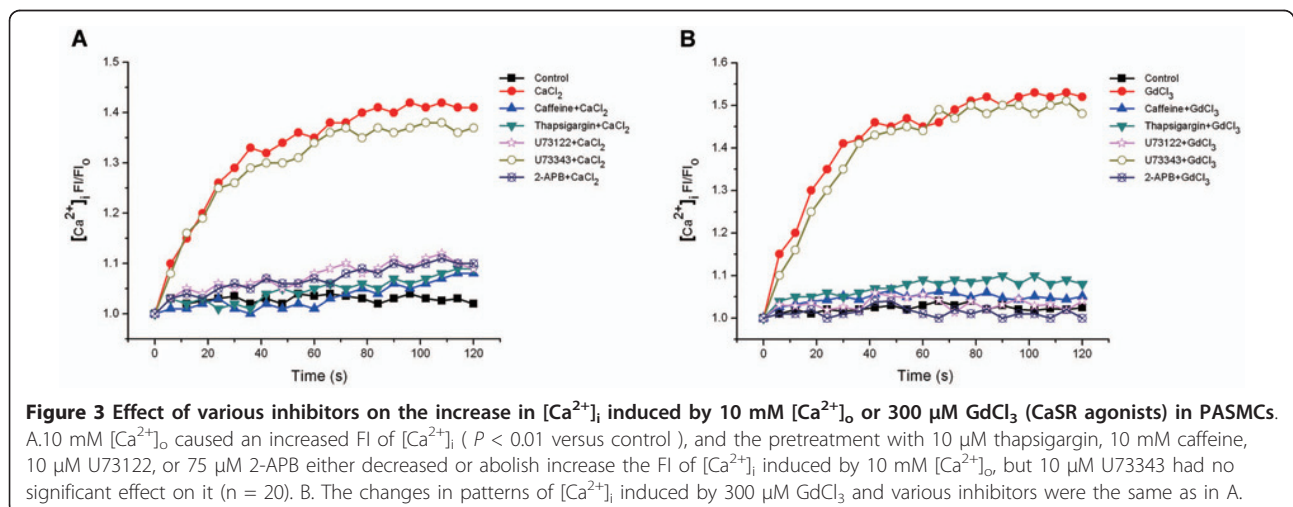 A
1.5
1.4
1.3
1.2
1.1
1.0
[Ca²⁺]ᵢ FI/FIₒ
0 20 40 60 80 100 120
Time (s)
Control
CaCl₂
Caffeine+CaCl₂
Thapsigargin+CaCl₂
U73122+CaCl₂
U73343+CaCl₂
2-APB+CaCl₂
B
1.6
1.5
1.4
1.3
1.2
1.1
1.0
[Ca²⁺]ᵢ FI/FIₒ
0 20 40 60 80 100 120
Time (s)
Control
GdCl₃
Caffeine+GdCl₃
Thapsigargin+GdCl₃
U73122+GdCl₃
U73343+GdCl₃
2-APB+GdCl₃
Figure 3 Effect of various inhibitors on the increase in [Ca²⁺]ᵢ induced by 10 mM [Ca²⁺]ₒ or 300 μM GdCl₃ (CaSR agonists) in PASMCs.
A.10 mM [Ca²⁺]ₒ caused an increased FI of [Ca²⁺]ᵢ ( P < 0.01 versus control ), and the pretreatment with 10 μM thapsigargin, 10 mM caffeine,
10 μM U73122, or 75 μM 2-APB either decreased or abolish increase the FI of [Ca²⁺]ᵢ induced by 10 mM [Ca²⁺]ₒ, but 10 μM U73343 had no
significant effect on it (n = 20). B. The changes in patterns of [Ca²⁺]ᵢ induced by 300 μM GdCl₃ and various inhibitors were the same as in A.